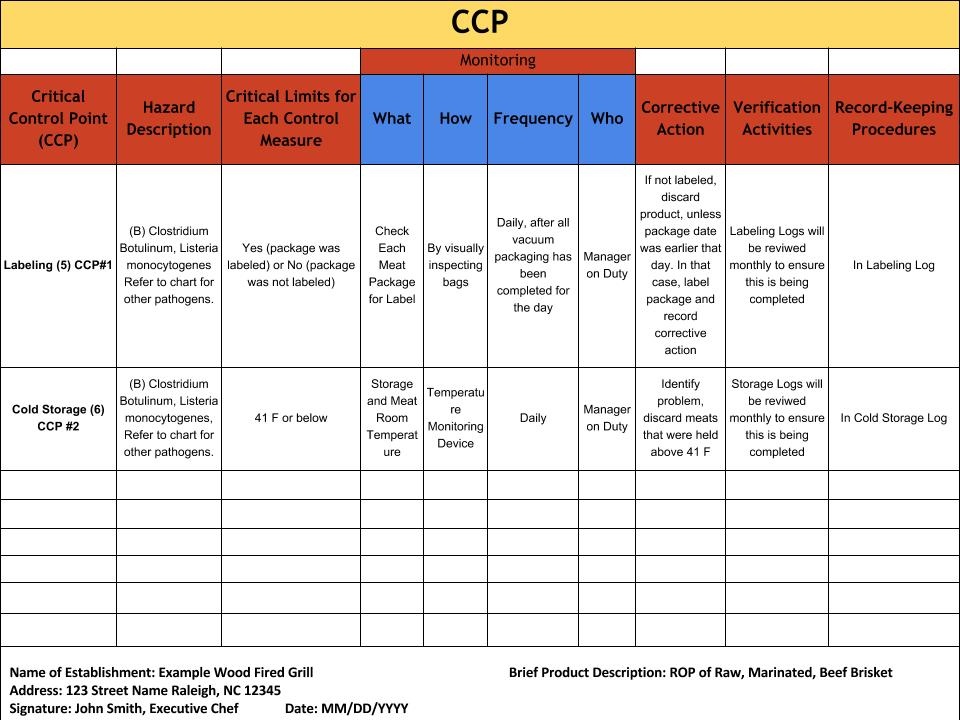 CCP
Monitoring
Critical
Control Point
(CCP)
Hazard
Description
Critical Limits for
Each Control
Measure
What
How
Frequency
Who
Corrective
Action
Verification
Activities
Record-Keeping
Procedures
Labeling (5) CCP#1
(B) Clostridium
Botulinum, Listeria
monocytogenes
Refer to chart for
other pathogens.
Yes (package was
labeled) or No (package
was not labeled)
Check
Each
Meat
Package
for Label
By visually
inspecting
bags
Daily, after all
vacuum
packaging has
been
completed for
the day
Manager
on Duty
If not labeled,
discard
product, unless
package date
was earlier that
day. In that
case, label
package and
record
corrective
action
Labeling Logs will
be reviwed
monthly to ensure
this is being
completed
In Labeling Log
Cold Storage (6)
CCP #2
(B) Clostridium
Botulinum, Listeria
monocytogenes,
Refer to chart for
other pathogens.
41 F or below
Storage
and Meat
Room
Temperat
ure
Temperatu
re
Monitoring
Device
Daily
Manager
on Duty
Identify
problem,
discard meats
that were held
above 41 F
Storage Logs will
be reviwed
monthly to ensure
this is being
completed
In Cold Storage Log
Name of Establishment: Example Wood Fired Grill
Brief Product Description: ROP of Raw, Marinated, Beef Brisket
Address: 123 Street Name Raleigh, NC 12345
Signature: John Smith, Executive Chef Date: MM/DD/YYYY